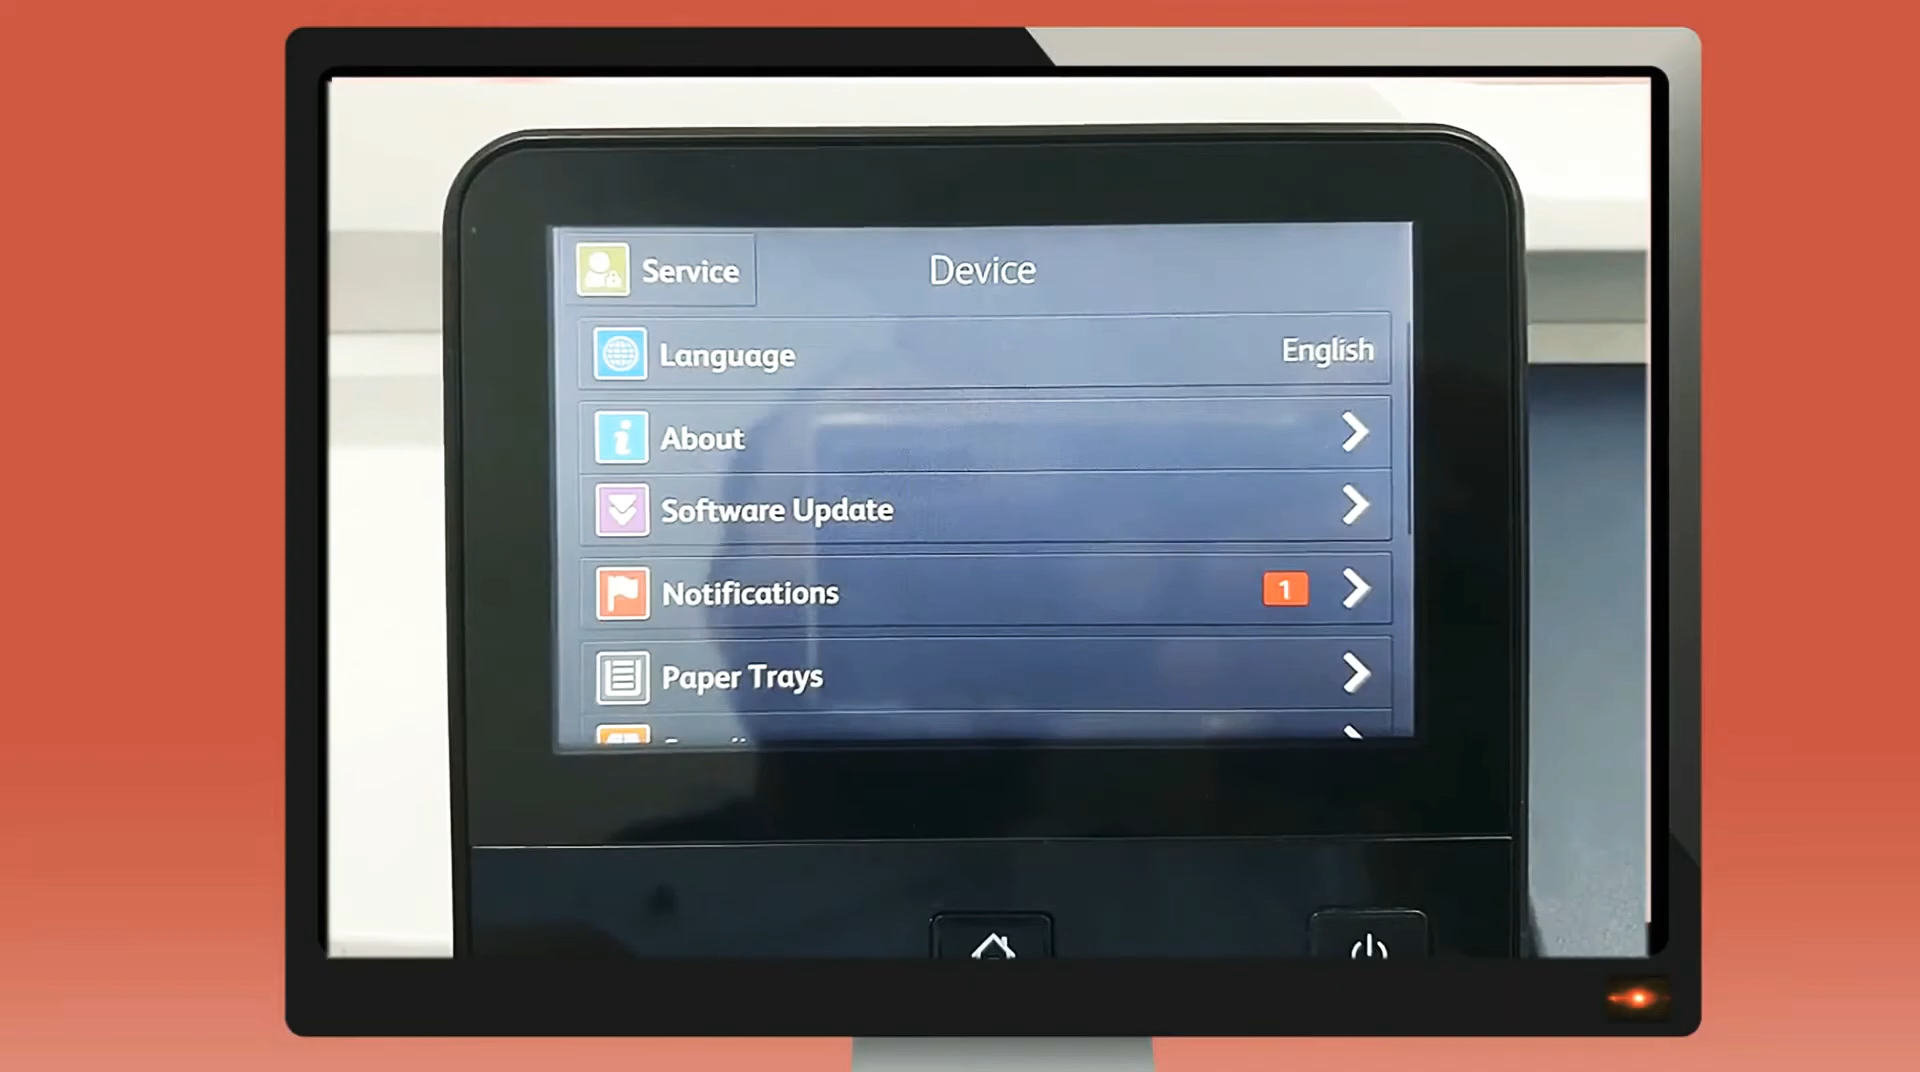 Service
Device
Language
English
About
Software Update
Notifications
1
Paper Trays